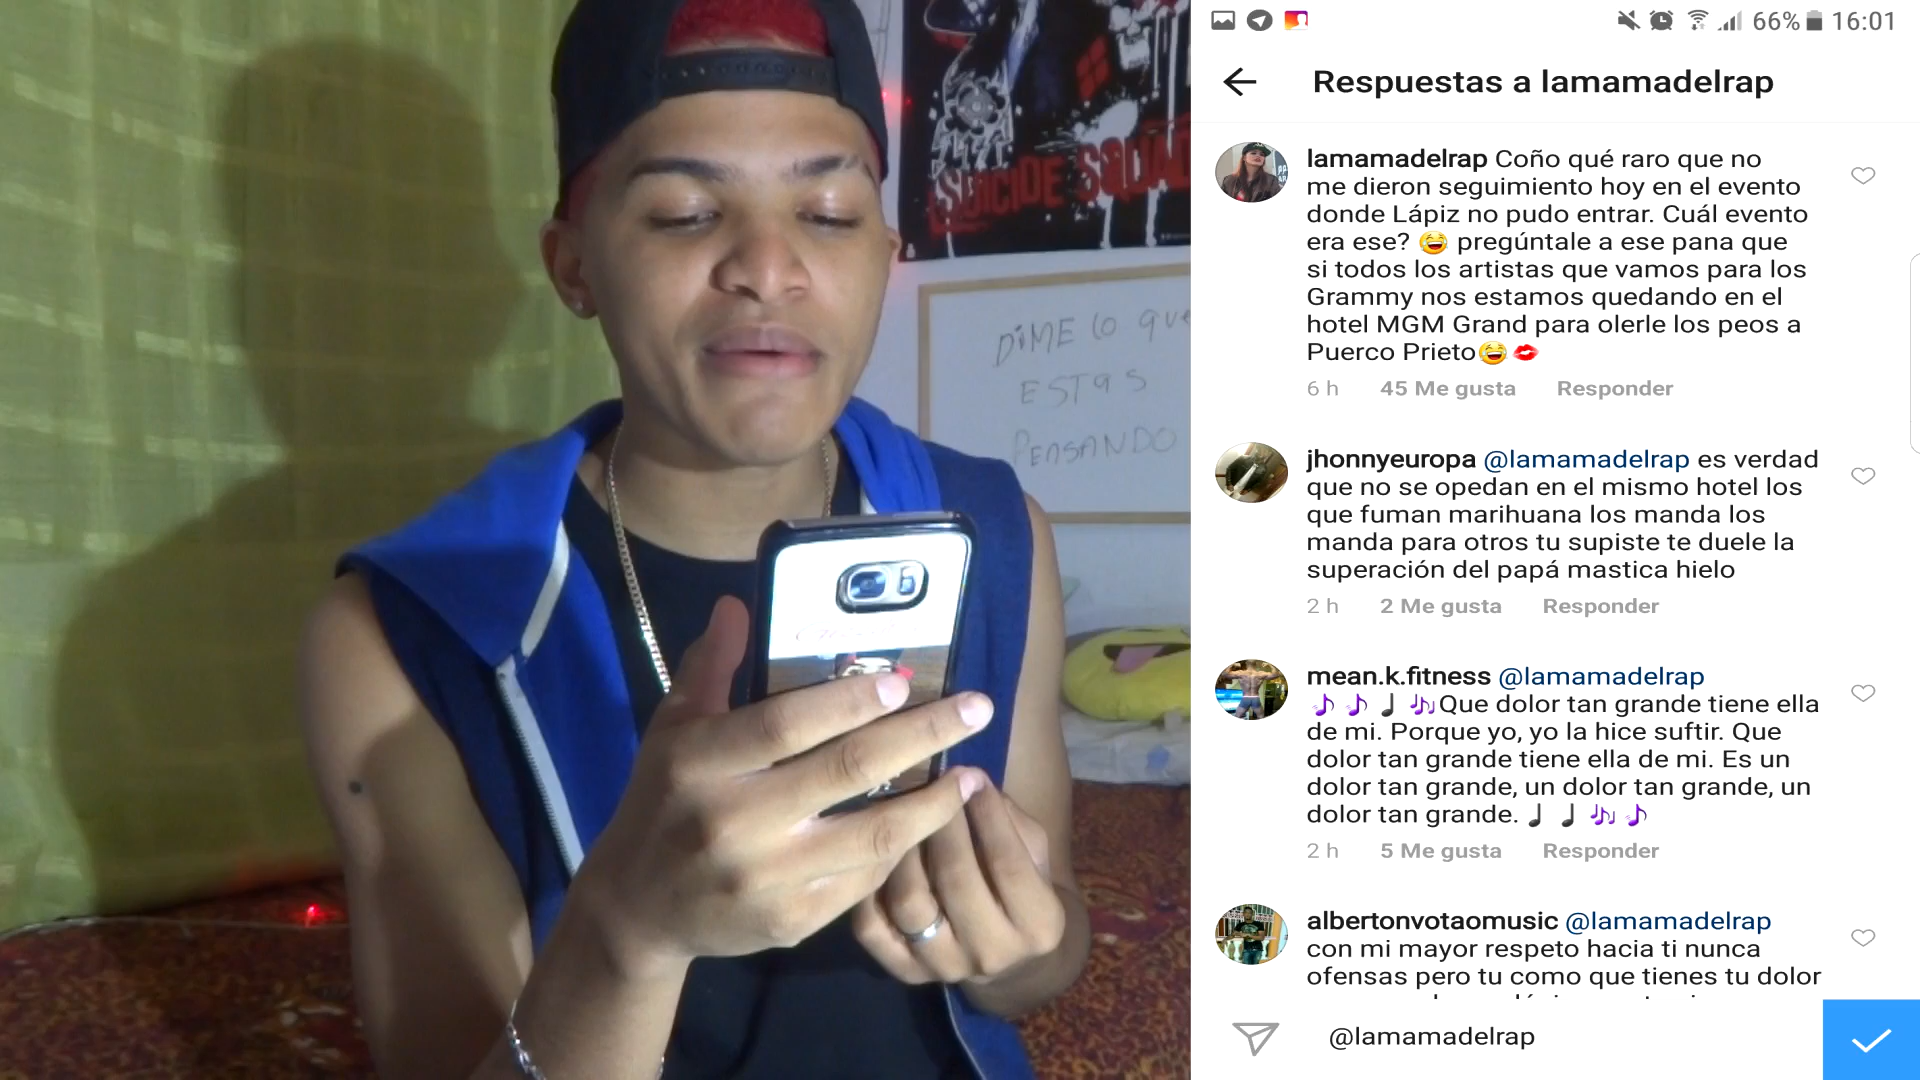 SUICIDE SQUAD
DIME lo que
ESTAS
PENSANDO
66% 16:01
Respuestas a lamamadelrap
lamamadelrap Coño qué raro que no
me dieron seguimiento hoy en el evento
donde Lápiz no pudo entrar. Cuál evento
era ese? 😂 pregúntale a ese pana que
si todos los artistas que vamos para los
Grammy nos estamos quedando en el
hotel MGM Grand para olerle los peos a
Puerco Prieto😂💋
6 h 45 Me gusta Responder
jhonnyeuropa @lamamadelrap es verdad
que no se opedan en el mismo hotel los
que fuman marihuana los manda los
manda para otros tu supiste te duele la
superación del papá mastica hielo
2 h 2 Me gusta Responder
mean.k.fitness @lamamadelrap
🎵🎵♩🎶Que dolor tan grande tiene ella
de mi. Porque yo, yo la hice suftir. Que
dolor tan grande tiene ella de mi. Es un
dolor tan grande, un dolor tan grande, un
dolor tan grande. ♩♩🎶🎵
2 h 5 Me gusta Responder
albertonvotaomusic @lamamadelrap
con mi mayor respeto hacia ti nunca
ofensas pero tu como que tienes tu dolor
@lamamadelrap